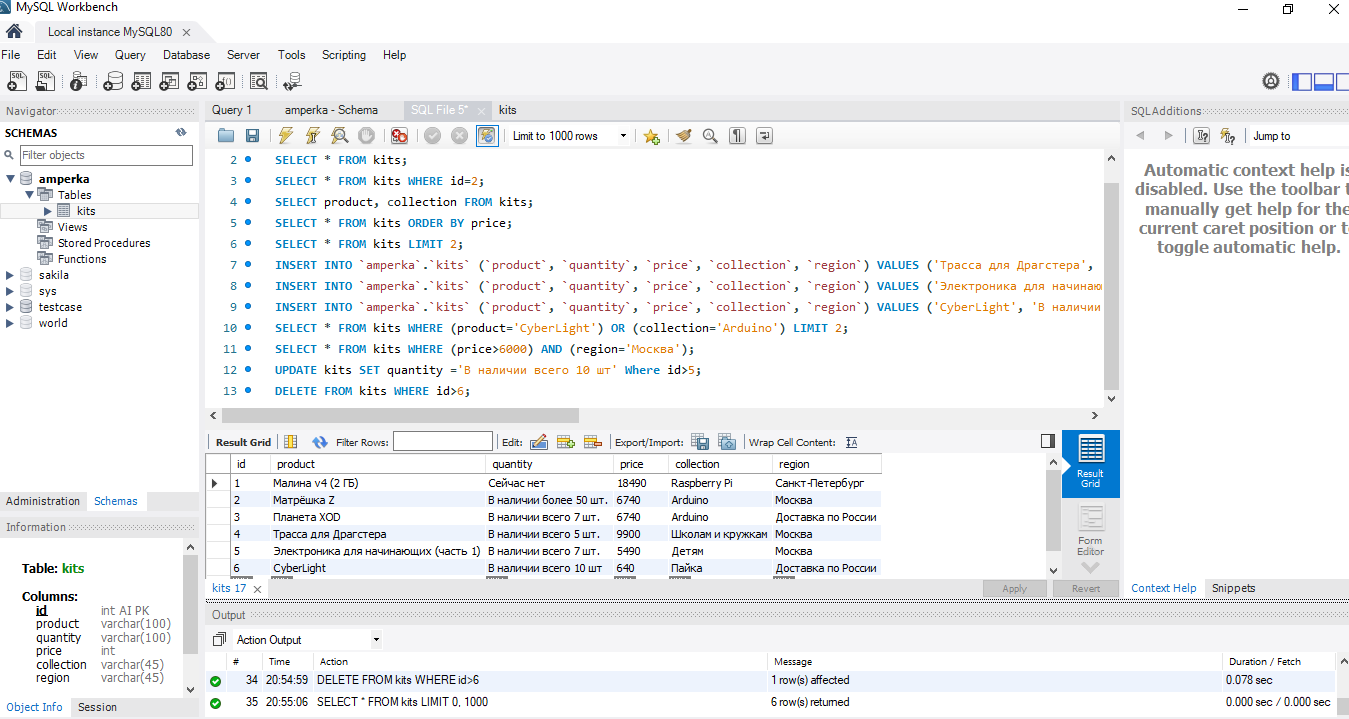 MySQL Workbench
Local instance MySQL80
File Edit View Query Database Server Tools Scripting Help
Navigator
SCHEMAS
Filter objects
amperka
Tables
kits
Views
Stored Procedures
Functions
sakila
sys
testcase
world
Administration Schemas
Information
Table: kits
Columns:
id int AI PK
product varchar(100)
quantity varchar(100)
price int
collection varchar(45)
region varchar(45)
Object Info Session
Query 1 amperka - Schema SQL File 5* kits
Limit to 1000 rows
2 SELECT * FROM kits;
3 SELECT * FROM kits WHERE id=2;
4 SELECT product, collection FROM kits;
5 SELECT * FROM kits ORDER BY price;
6 SELECT * FROM kits LIMIT 2;
7 INSERT INTO `amperka`.`kits` (`product`, `quantity`, `price`, `collection`, `region`) VALUES ('Трасса для Драгстера',
8 INSERT INTO `amperka`.`kits` (`product`, `quantity`, `price`, `collection`, `region`) VALUES ('Электроника для начинающ
9 INSERT INTO `amperka`.`kits` (`product`, `quantity`, `price`, `collection`, `region`) VALUES ('CyberLight', 'В наличии
10 SELECT * FROM kits WHERE (product='CyberLight') OR (collection='Arduino') LIMIT 2;
11 SELECT * FROM kits WHERE (price>6000) AND (region='Москва');
12 UPDATE kits SET quantity ='В наличии всего 10 шт' Where id>5;
13 DELETE FROM kits WHERE id>6;
Result Grid Filter Rows: Edit: Export/Import: Wrap Cell Content:
id product quantity price collection region
1 Малина v4 (2 ГБ) Сейчас нет 18490 Raspberry Pi Санкт-Петербург
2 Матрёшка Z В наличии более 50 шт. 6740 Arduino Москва
3 Планета XOD В наличии всего 7 шт. 6740 Arduino Доставка по России
4 Трасса для Драгстера В наличии всего 5 шт. 9900 Школам и кружкам Москва
5 Электроника для начинающих (часть 1) В наличии всего 7 шт. 5490 Детям Москва
6 CyberLight В наличии всего 10 шт 640 Пайка Доставка по России
Result
Grid
Form
Editor
kits 17 Apply Revert
Output
Action Output
# Time Action Message Duration / Fetch
34 20:54:59 DELETE FROM kits WHERE id>6 1 row(s) affected 0.078 sec
35 20:55:06 SELECT * FROM kits LIMIT 0, 1000 6 row(s) returned 0.000 sec / 0.000 sec
SQL Additions
Jump to
Automatic context help is
disabled. Use the toolbar t
manually get help for the
current caret position or t
toggle automatic help.
Context Help Snippets